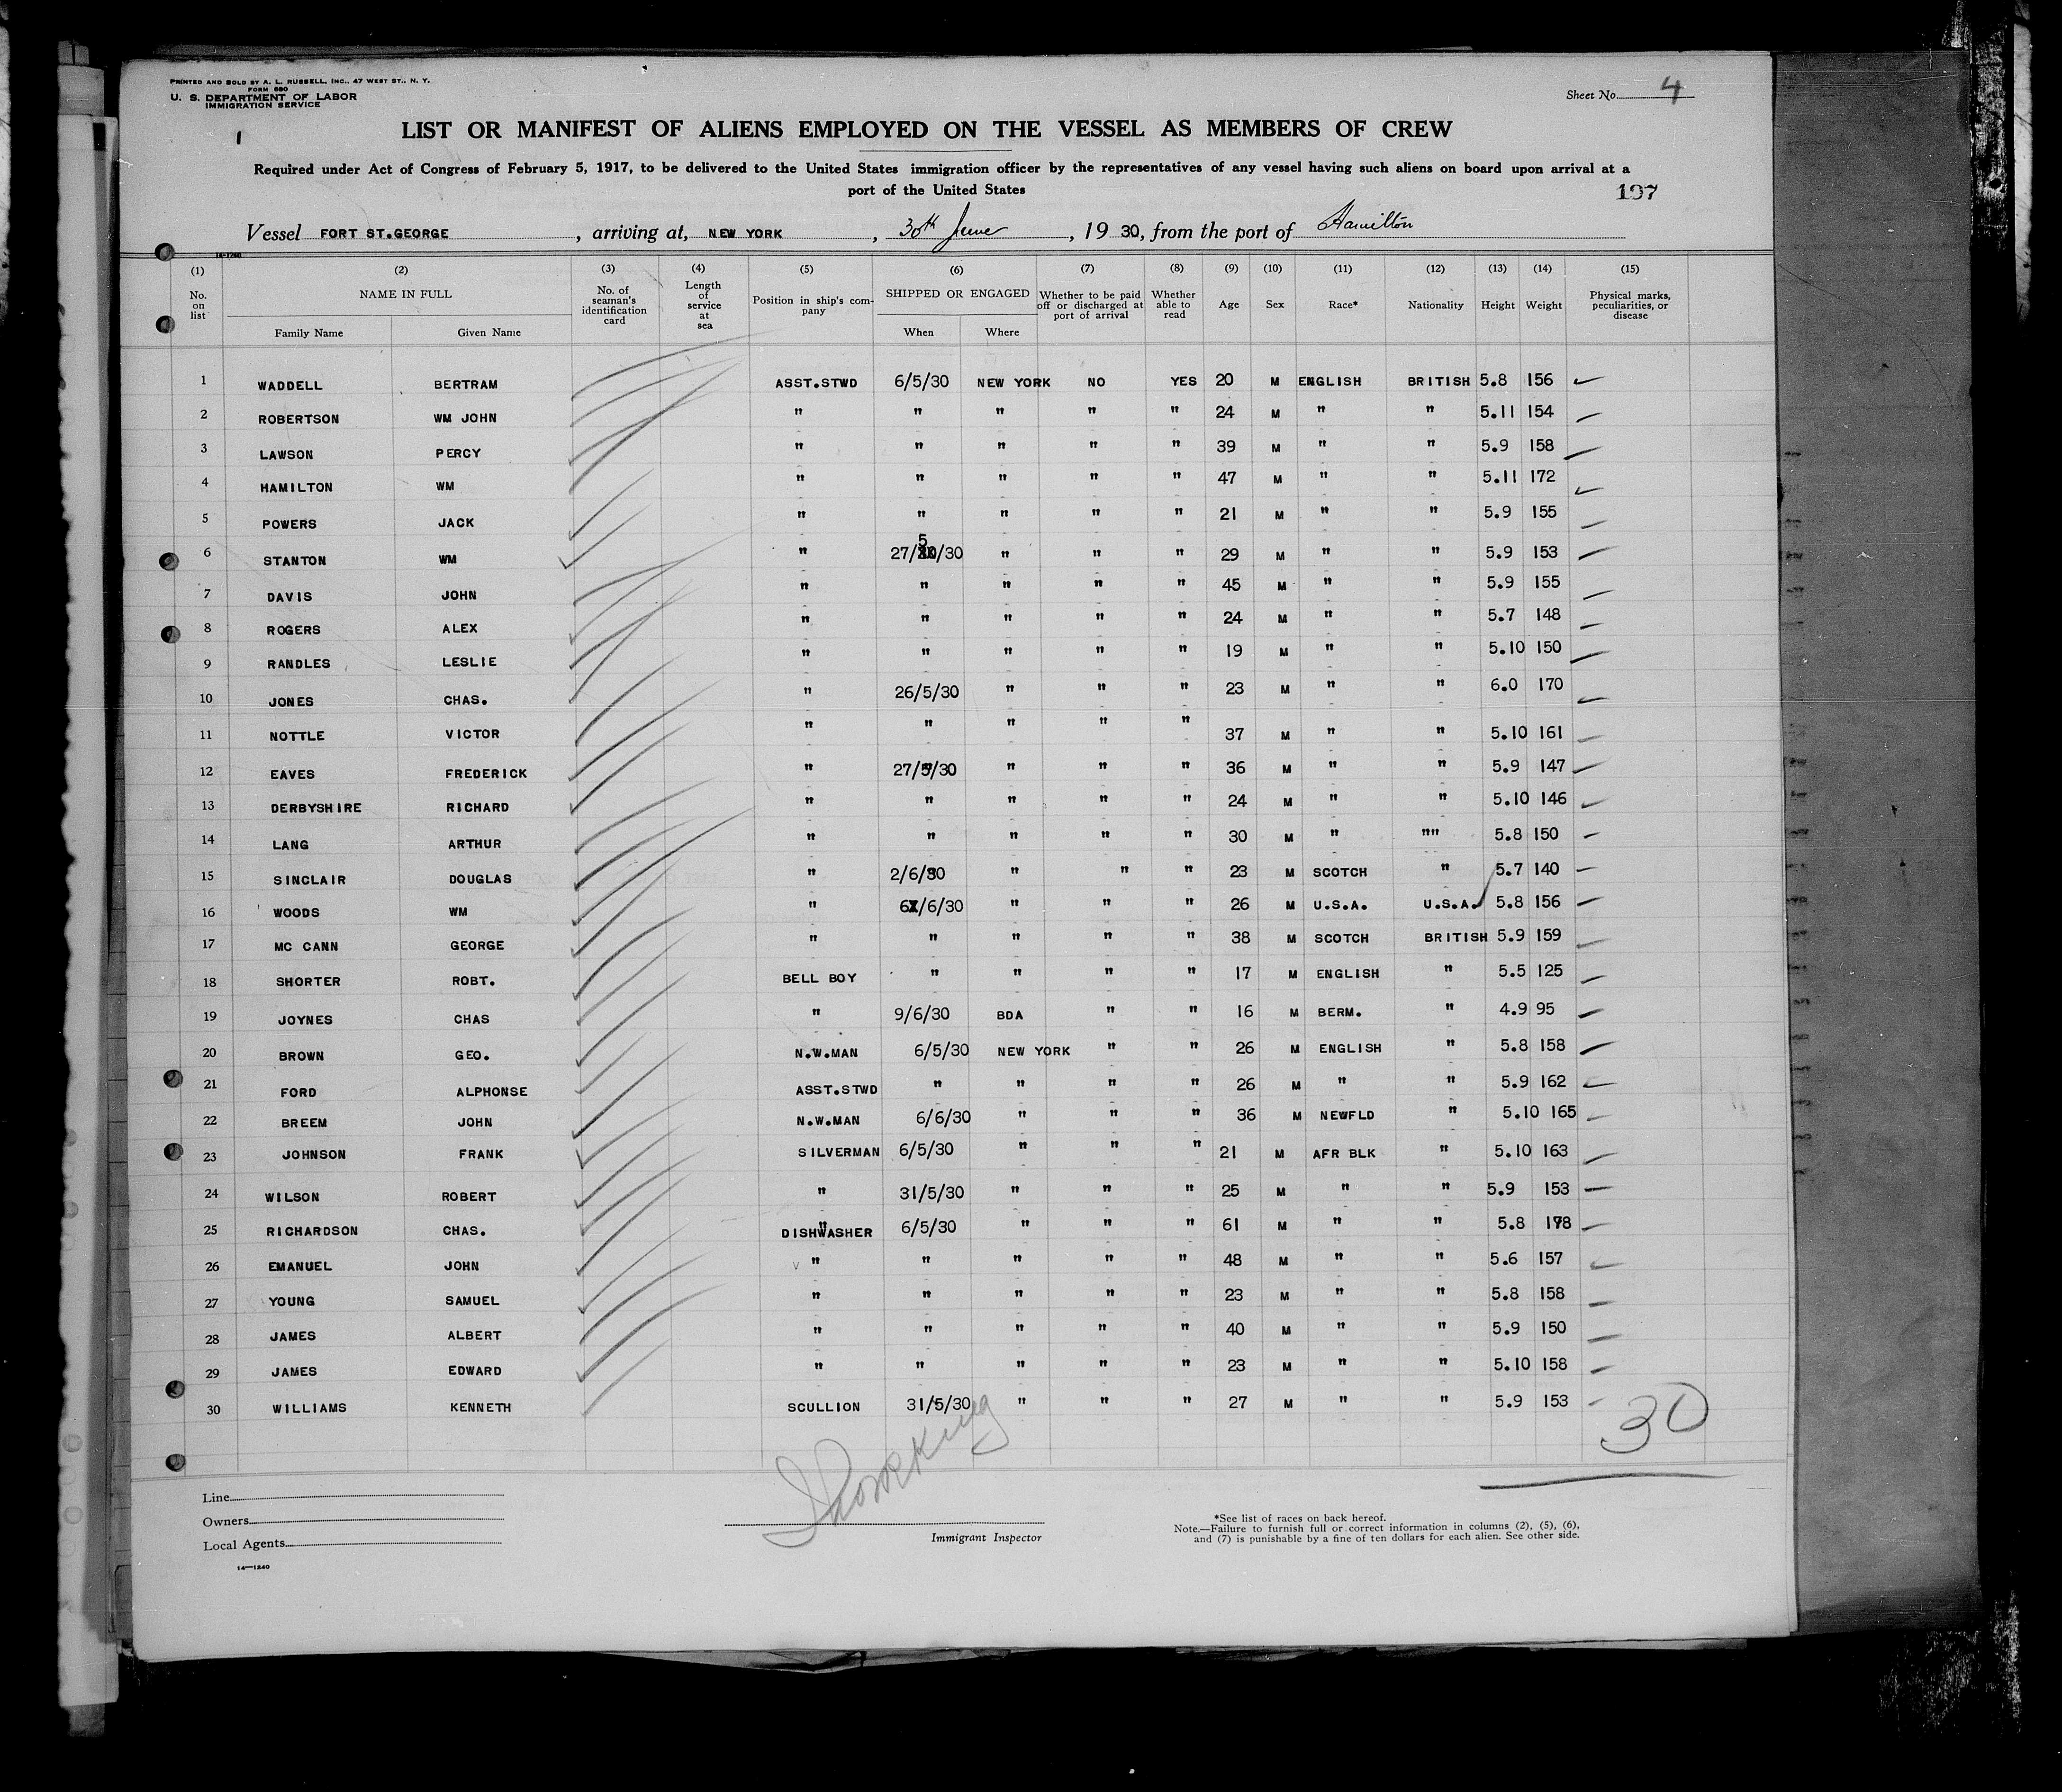 PRINTED AND SOLD BY A. L. RUSSELL, INC., 47 WEST ST., N. Y.
FORM 680
U. S. DEPARTMENT OF LABOR
IMMIGRATION SERVICE
Sheet No. 4
LIST OR MANIFEST OF ALIENS EMPLOYED ON THE VESSEL AS MEMBERS OF CREW
Required under Act of Congress of February 5, 1917, to be delivered to the United States immigration officer by the representatives of any vessel having such aliens on board upon arrival at a
port of the United States
197
Vessel FORT ST.GEORGE, arriving at, NEW YORK, 30th June, 19 30, from the port of Hamilton
14-1240
(1) (2) (3) (4) (5) (6) (7) (8) (9) (10) (11) (12) (13) (14) (15)
No. on list NAME IN FULL Family Name Given Name No. of seaman's identification card Length of service at sea Position in ship's company SHIPPED OR ENGAGED When Where Whether to be paid off or discharged at port of arrival Whether able to read Age Sex Race* Nationality Height Weight Physical marks, peculiarities, or disease
1 WADDELL BERTRAM ASST.STWD 6/5/30 NEW YORK NO YES 20 M ENGLISH BRITISH 5.8 156
2 ROBERTSON WM JOHN " " " " " 24 M " " 5.11 154
3 LAWSON PERCY " " " " " 39 M " " 5.9 158
4 HAMILTON WM " " " " " 47 M " " 5.11 172
5 POWERS JACK " " " " " 21 M " " 5.9 155
6 STANTON WM " 27/5/30 " " " 29 M " " 5.9 153
7 DAVIS JOHN " " " " " 45 M " " 5.9 155
8 ROGERS ALEX " " " " " 24 M " " 5.7 148
9 RANDLES LESLIE " " " " " 19 M " " 5.10 150
10 JONES CHAS. " 26/5/30 " " " 23 M " " 6.0 170
11 NOTTLE VICTOR " " " " " 37 M " " 5.10 161
12 EAVES FREDERICK " 27/5/30 " " " 36 M " " 5.9 147
13 DERBYSHIRE RICHARD " " " " " 24 M " " 5.10 146
14 LANG ARTHUR " " " " " 30 M " "" 5.8 150
15 SINCLAIR DOUGLAS " 2/6/30 " " " 23 M SCOTCH " 5.7 140
16 WOODS WM " 6/6/30 " " " 26 M U.S.A. U.S.A. 5.8 156
17 MC CANN GEORGE " " " " " 38 M SCOTCH BRITISH 5.9 159
18 SHORTER ROBT. BELL BOY " " " " 17 M ENGLISH " 5.5 125
19 JOYNES CHAS " 9/6/30 BDA " " 16 M BERM. " 4.9 95
20 BROWN GEO. N.W.MAN 6/5/30 NEW YORK " " 26 M ENGLISH " 5.8 158
21 FORD ALPHONSE ASST.STWD " " " " 26 M " " 5.9 162
22 BREEM JOHN N.W.MAN 6/6/30 " " " 36 M NEWFLD " 5.10 165
23 JOHNSON FRANK SILVERMAN 6/5/30 " " " 21 M AFR BLK " 5.10 163
24 WILSON ROBERT " 31/5/30 " " " 25 M " " 5.9 153
25 RICHARDSON CHAS. DISHWASHER 6/5/30 " " " 61 M " " 5.8 178
26 EMANUEL JOHN " " " " " 48 M " " 5.6 157
27 YOUNG SAMUEL " " " " " 23 M " " 5.8 158
28 JAMES ALBERT " " " " " 40 M " " 5.9 150
29 JAMES EDWARD " " " " " 23 M " " 5.10 158
30 WILLIAMS KENNETH SCULLION 31/5/30 " " " 27 M " " 5.9 153
30
Line
Owners
Local Agents
Immigrant Inspector
*See list of races on back hereof.
Note.—Failure to furnish full or correct information in columns (2), (5), (6),
and (7) is punishable by a fine of ten dollars for each alien. See other side.
14—1240